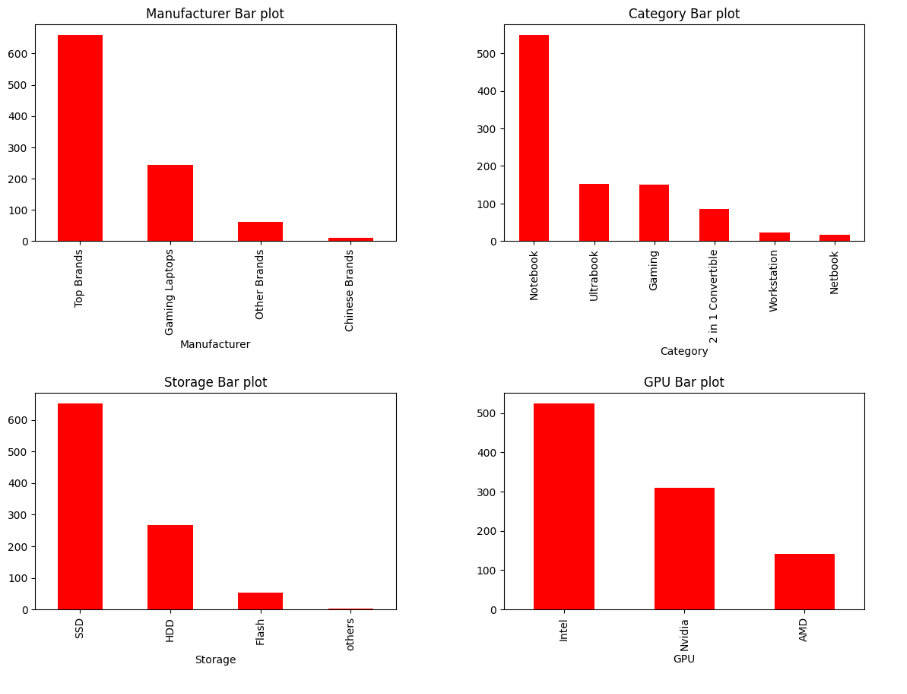 Manufacturer Bar plot
600
500
400
300
200
100
0
Top Brands
Gaming Laptops
Other Brands
Chinese Brands
Manufacturer
Category Bar plot
500
400
300
200
100
0
Notebook
Ultrabook
Gaming
2 in 1 Convertible
Workstation
Netbook
Category
Storage Bar plot
600
500
400
300
200
100
0
SSD
HDD
Flash
others
Storage
GPU Bar plot
500
400
300
200
100
0
Intel
Nvidia
AMD
GPU